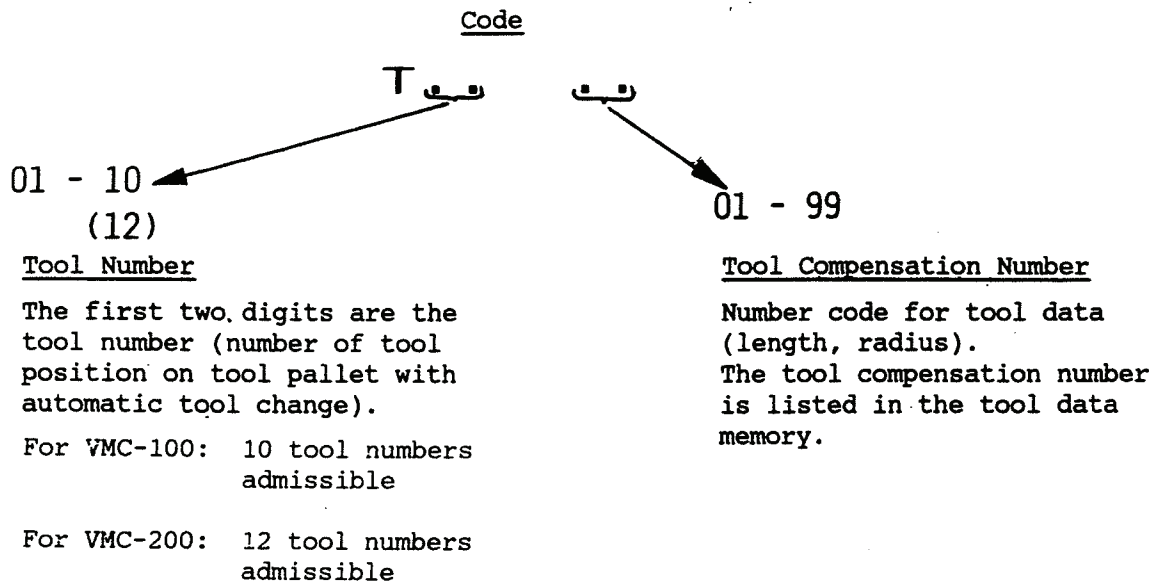 Code
T
01 - 10
(12)
Tool Number
The first two digits are the
tool number (number of tool
position on tool pallet with
automatic tool change).
For VMC-100: 10 tool numbers
admissible
For VMC-200: 12 tool numbers
admissible
01 - 99
Tool Compensation Number
Number code for tool data
(length, radius).
The tool compensation number
is listed in the tool data
memory.